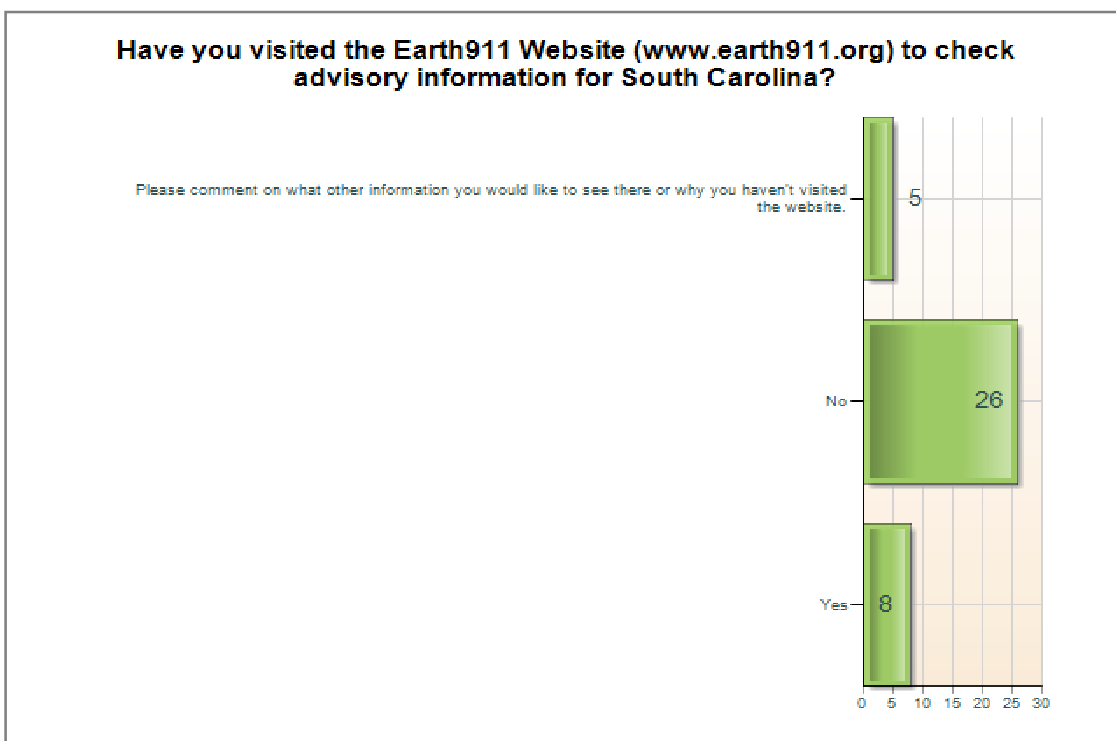 Have you visited the Earth911 Website (www.earth911.org) to check
advisory information for South Carolina?
Please comment on what other information you would like to see there or why you haven't visited
the website.
5
No
26
Yes
8
0 5 10 15 20 25 30